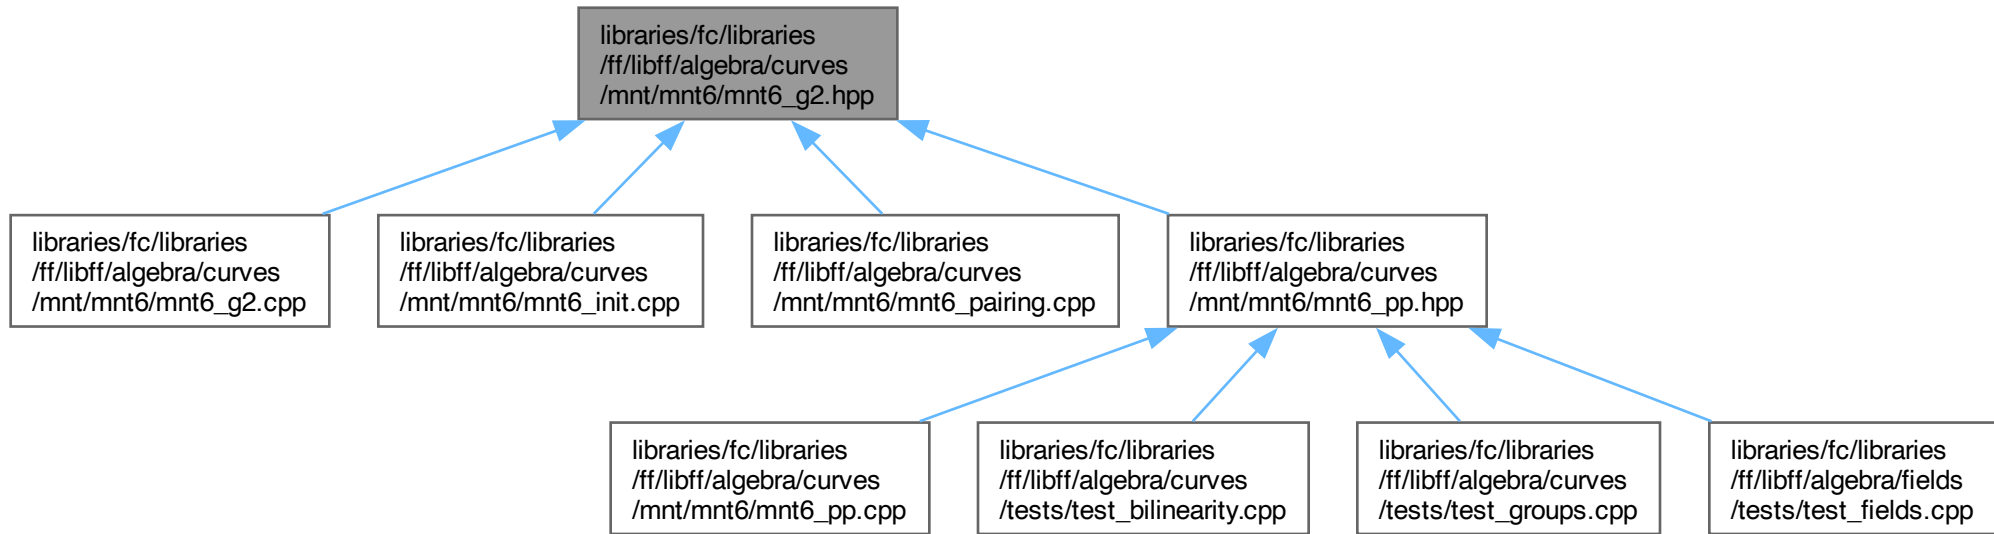 libraries/fc/libraries
/ff/libff/algebra/curves
/mnt/mnt6/mnt6_g2.hpp
libraries/fc/libraries
/ff/libff/algebra/curves
/mnt/mnt6/mnt6_g2.cpp
libraries/fc/libraries
/ff/libff/algebra/curves
/mnt/mnt6/mnt6_init.cpp
libraries/fc/libraries
/ff/libff/algebra/curves
/mnt/mnt6/mnt6_pairing.cpp
libraries/fc/libraries
/ff/libff/algebra/curves
/mnt/mnt6/mnt6_pp.hpp
libraries/fc/libraries
/ff/libff/algebra/curves
/mnt/mnt6/mnt6_pp.cpp
libraries/fc/libraries
/ff/libff/algebra/curves
/tests/test_bilinearity.cpp
libraries/fc/libraries
/ff/libff/algebra/curves
/tests/test_groups.cpp
libraries/fc/libraries
/ff/libff/algebra/fields
/tests/test_fields.cpp